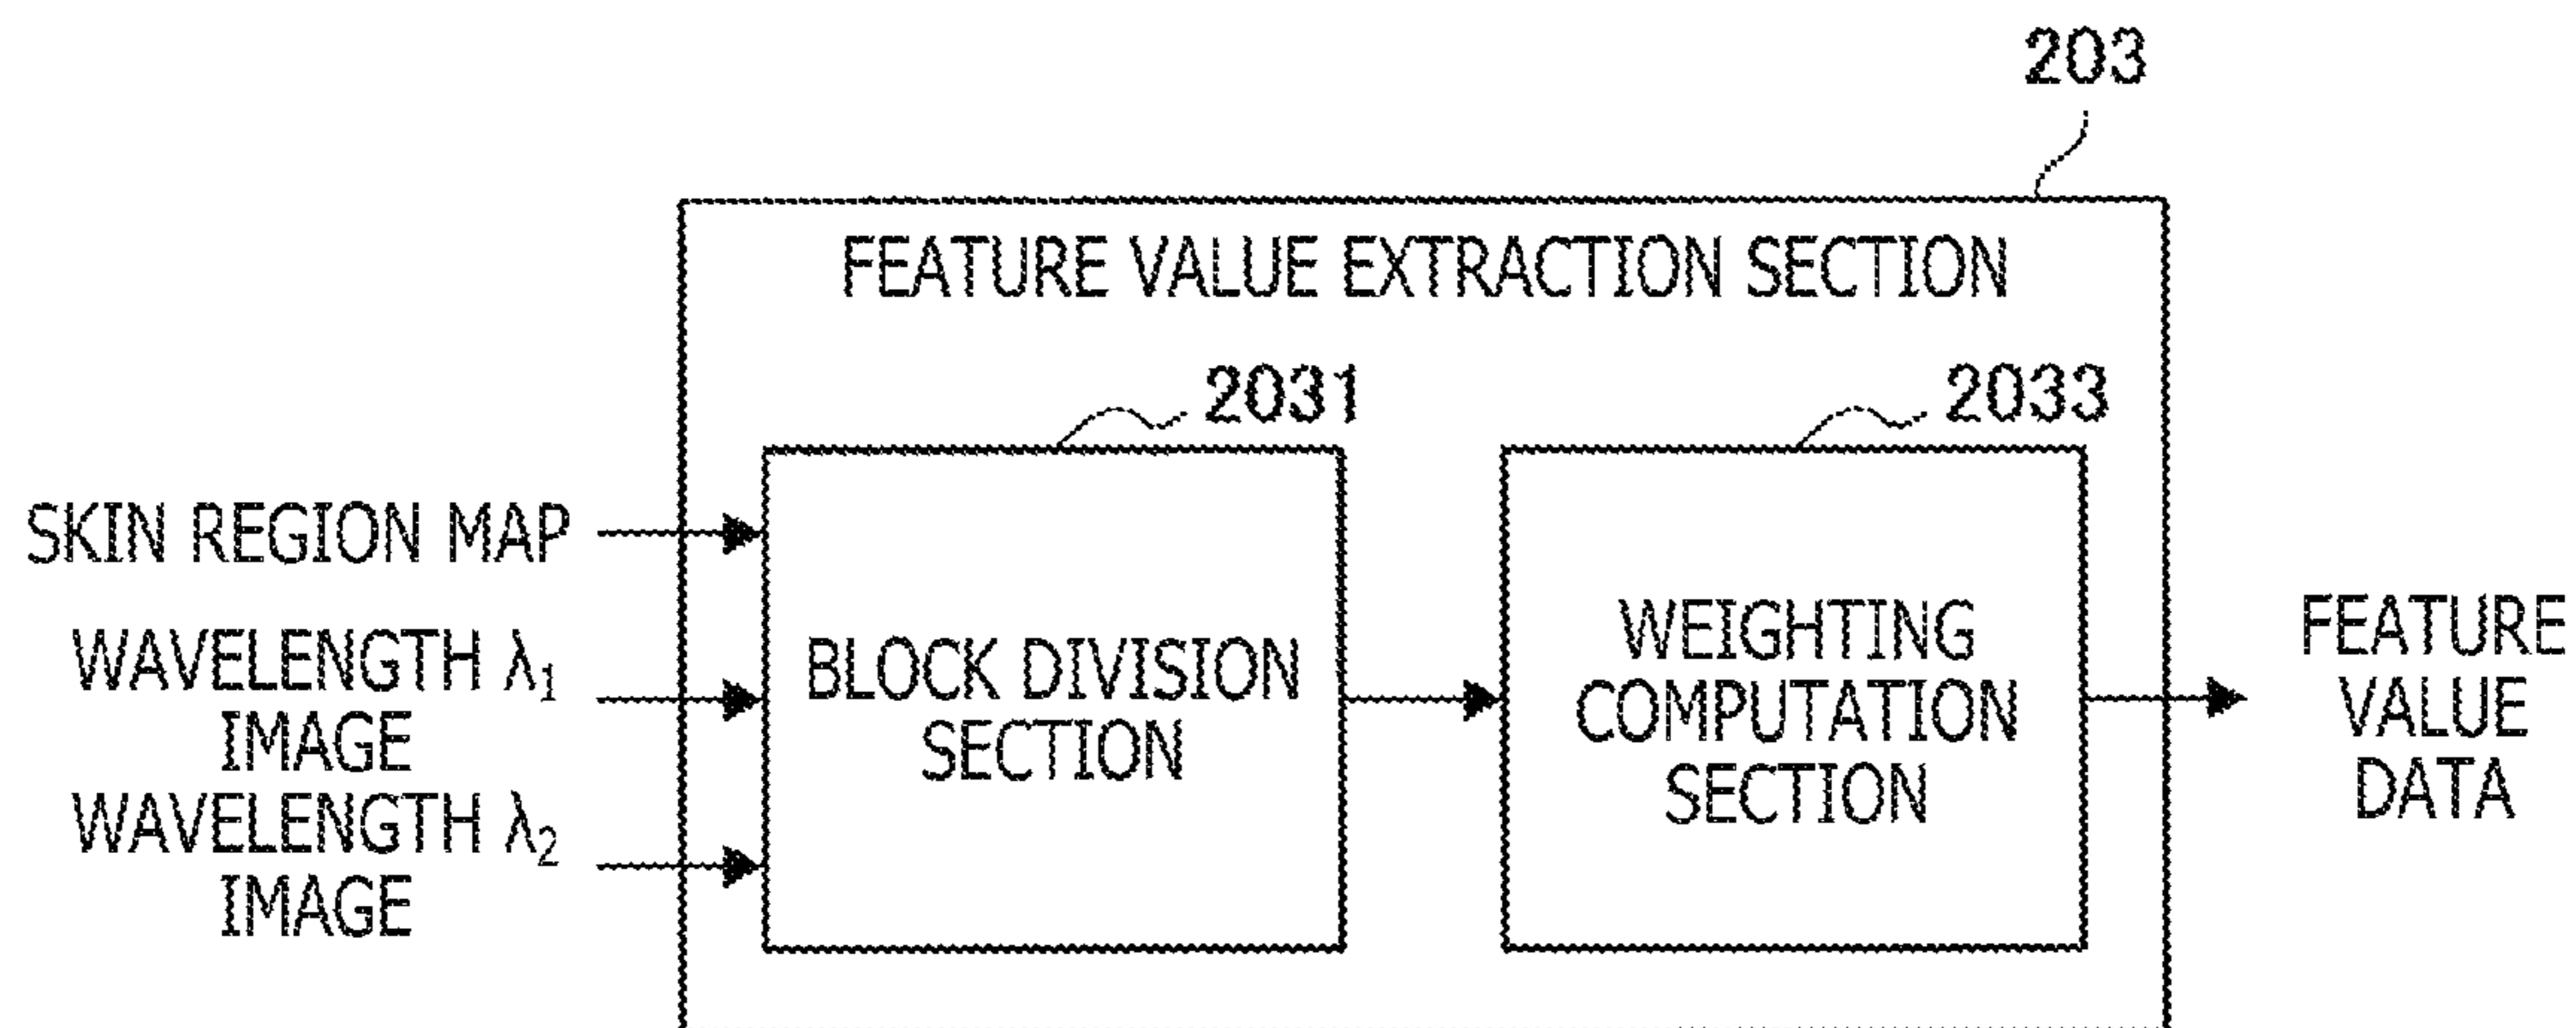 203
FEATURE VALUE EXTRACTION SECTION
2031
2033
SKIN REGION MAP
WAVELENGTH λ1
IMAGE
WAVELENGTH λ2
IMAGE
BLOCK DIVISION
SECTION
WEIGHTING
COMPUTATION
SECTION
FEATURE
VALUE
DATA